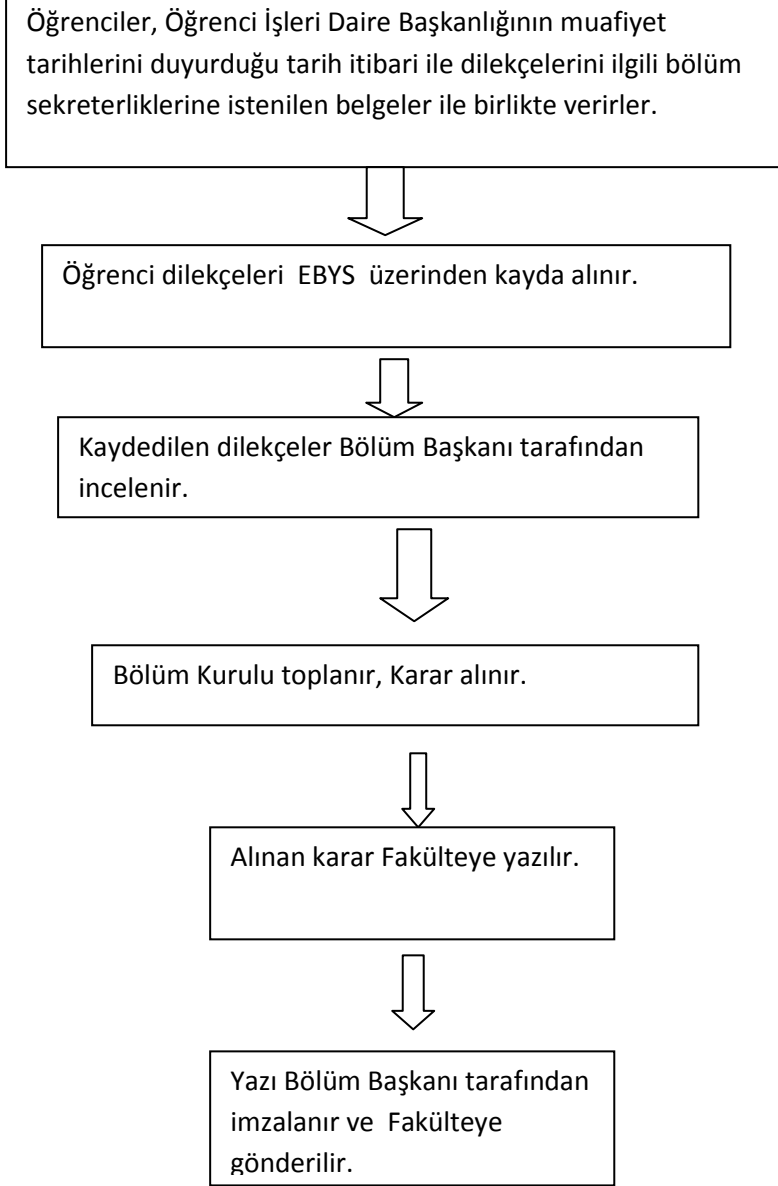 Öğrenciler, Öğrenci İşleri Daire Başkanlığının muafiyet
tarihlerini duyurduğu tarih itibari ile dilekçelerini ilgili bölüm
sekreterliklerine istenilen belgeler ile birlikte verirler.
Öğrenci dilekçeleri  EBYS  üzerinden kayda alınır.
Kaydedilen dilekçeler Bölüm Başkanı tarafından
incelenir.
Bölüm Kurulu toplanır, Karar alınır.
Alınan karar Fakülteye yazılır.
Yazı Bölüm Başkanı tarafından
imzalanır ve  Fakülteye
gönderilir.